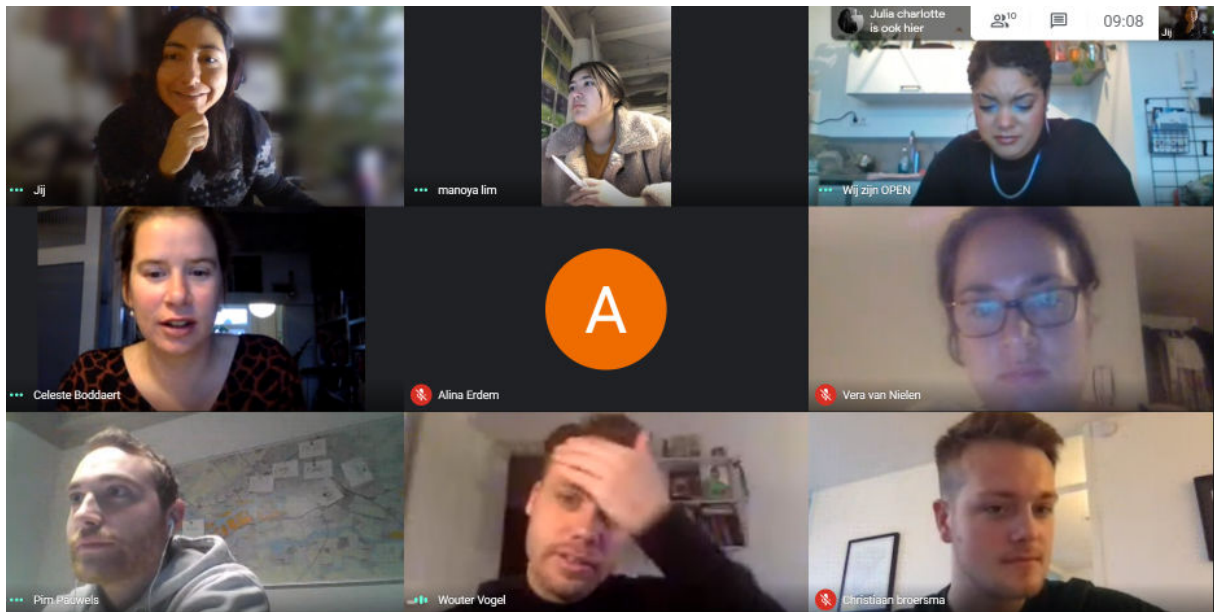 Julia charlotte
is ook hier
10
09:08
Jij
Jij
manoya lim
Wij zijn OPEN
Celeste Boddaert
A
Alina Erdem
Vera van Nielen
Pim Pauwels
Wouter Vogel
Christiaan broersma